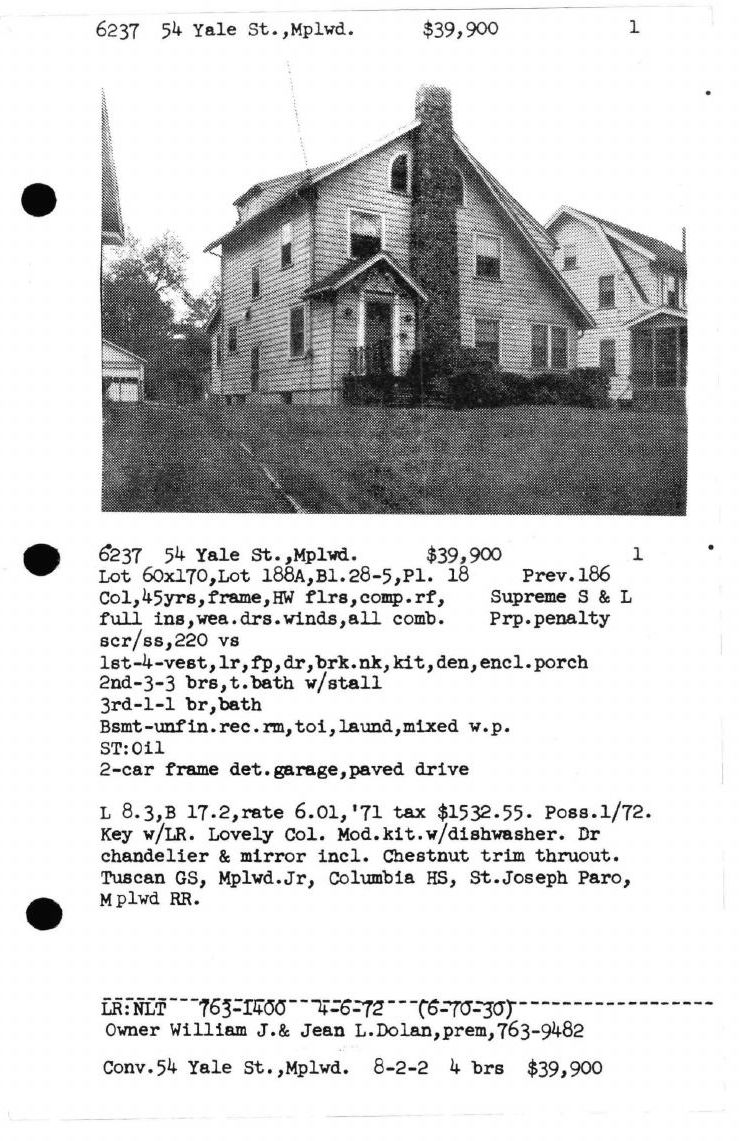 6237 54 Yale St.,Mplwd. $39,900 1
6237 54 Yale St.,Mplwd. $39,900 1
Lot 60x170,Lot 188A,Bl.28-5,Pl. 18 Prev.186
Col,45yrs,frame,HW flrs,comp.rf, Supreme S & L
full ins,wea.drs.winds,all comb. Prp.penalty
scr/ss,220 vs
1st-4-vest,lr,fp,dr,brk.nk,kit,den,encl.porch
2nd-3-3 brs,t.bath w/stall
3rd-1-1 br,bath
Bsmt-unfin.rec.rm,toi,laund,mixed w.p.
ST:Oil
2-car frame det.garage,paved drive
L 8.3,B 17.2,rate 6.01,'71 tax $1532.55. Poss.1/72.
Key w/LR. Lovely Col. Mod.kit.w/dishwasher. Dr
chandelier & mirror incl. Chestnut trim thruout.
Tuscan GS, Mplwd.Jr, Columbia HS, St.Joseph Paro,
Mplwd RR.
LR:NLT 763-1400 4-6-72 (6-70-30)
Owner William J.& Jean L.Dolan,prem,763-9482
Conv.54 Yale St.,Mplwd. 8-2-2 4 brs $39,900